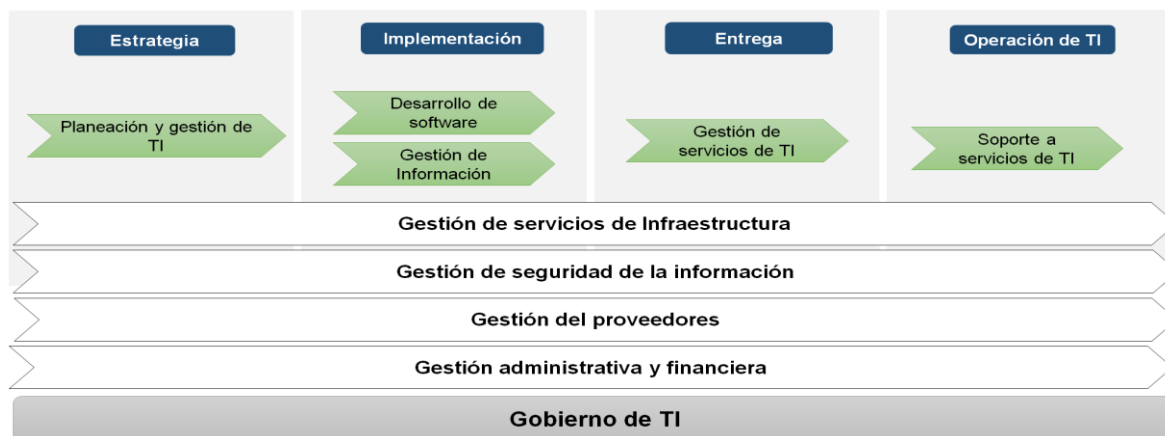 Estrategia
Implementación
Entrega
Operación de TI
Planeación y gestión de
TI
Desarrollo de
software
Gestión de
Información
Gestión de
servicios de TI
Soporte a
servicios de TI
Gestión de servicios de Infraestructura
Gestión de seguridad de la información
Gestión del proveedores
Gestión administrativa y financiera
Gobierno de TI